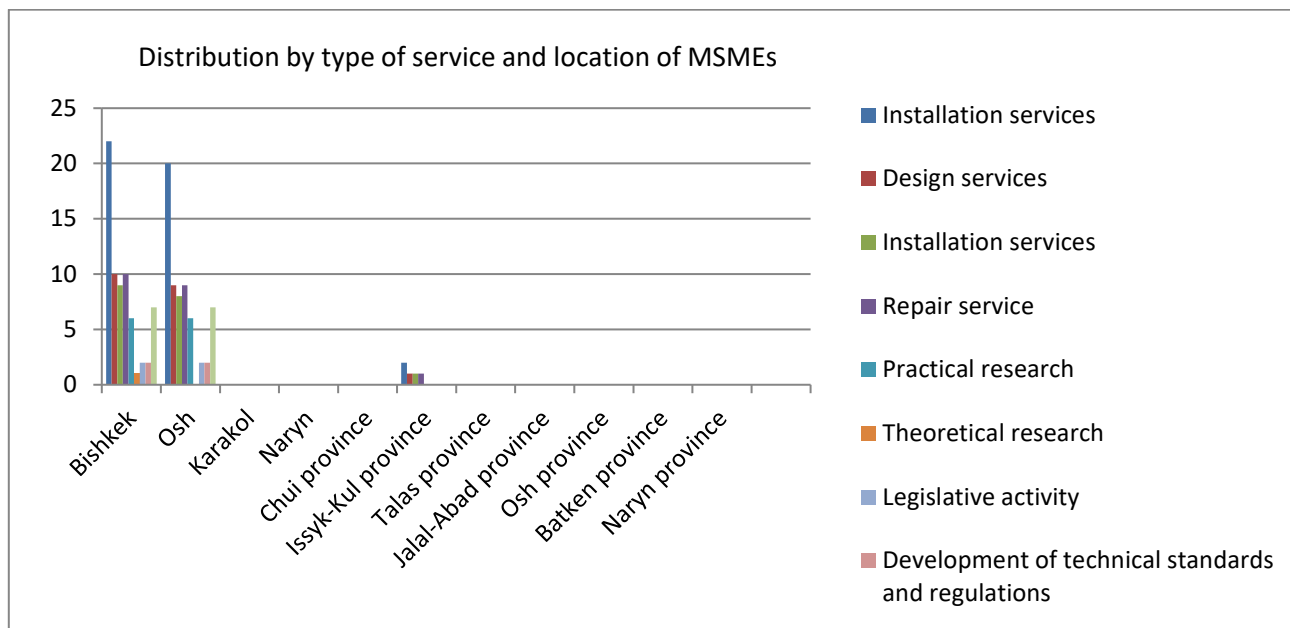 Distribution by type of service and location of MSMEs
25
20
15
10
5
0
Bishkek
Osh
Karakol
Naryn
Chui province
Issyk-Kul province
Talas province
Jalal-Abad province
Osh province
Batken province
Naryn province
Installation services
Design services
Installation services
Repair service
Practical research
Theoretical research
Legislative activity
Development of technical standards
and regulations